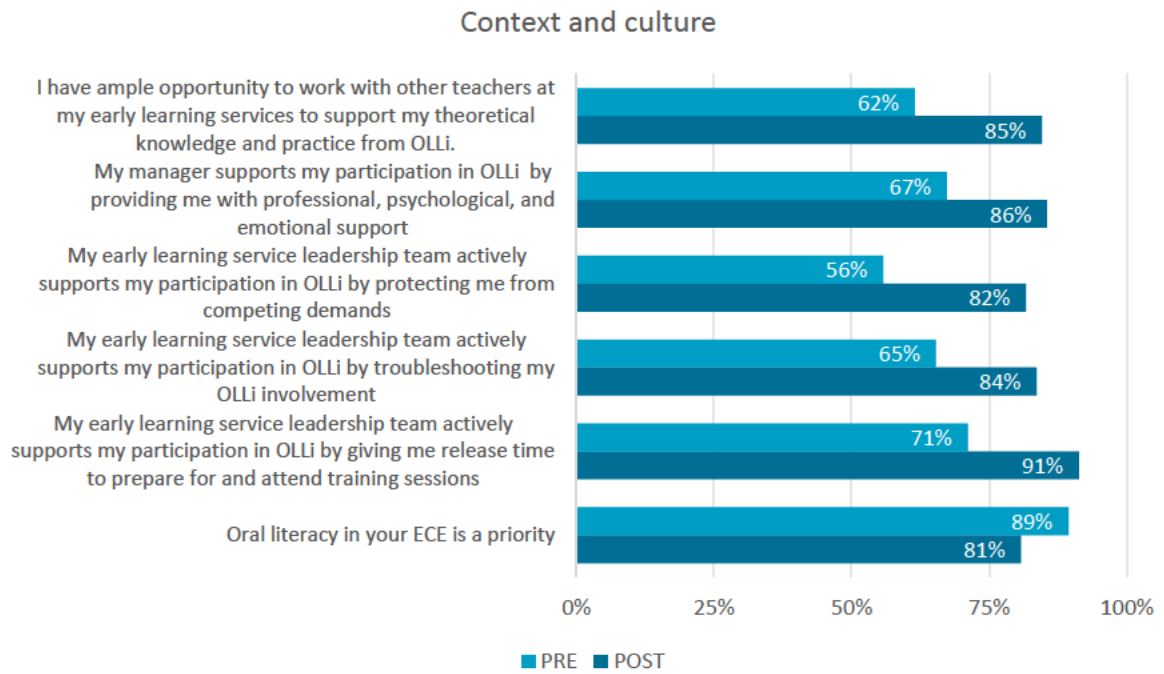 Context and culture
I have ample opportunity to work with other teachers at
my early learning services to support my theoretical
knowledge and practice from OLLi.
62%
85%
My manager supports my participation in OLLi by
providing me with professional, psychological, and
emotional support
67%
86%
My early learning service leadership team actively
supports my participation in OLLi by protecting me from
competing demands
56%
82%
My early learning service leadership team actively
supports my participation in OLLi by troubleshooting my
OLLi involvement
65%
84%
My early learning service leadership team actively
supports my participation in OLLi by giving me release time
to prepare for and attend training sessions
71%
91%
Oral literacy in your ECE is a priority
89%
81%
0% 25% 50% 75% 100%
PRE POST